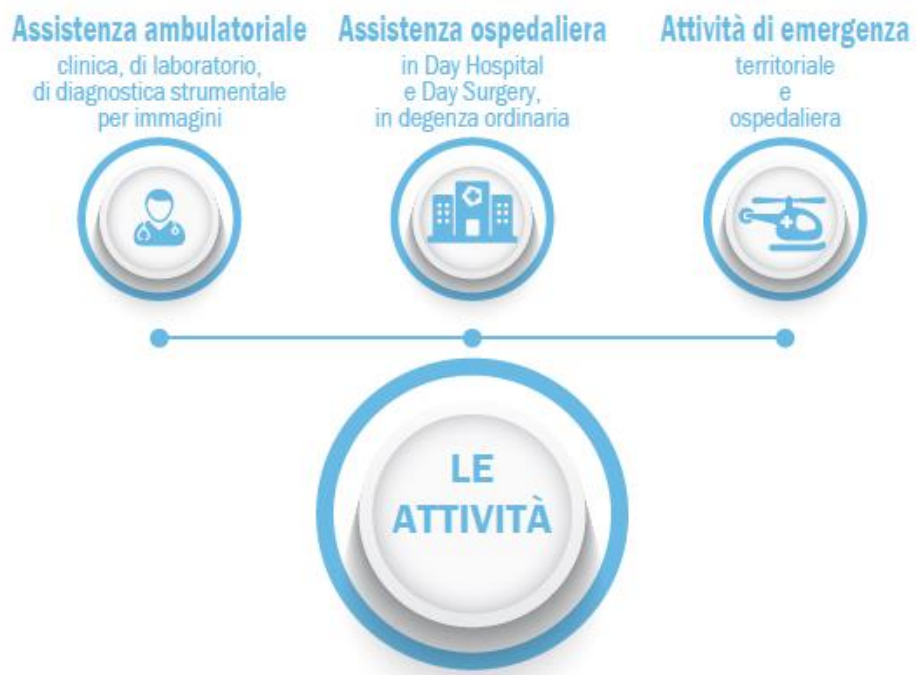 Assistenza ambulatoriale
clinica, di laboratorio,
di diagnostica strumentale
per immagini
Assistenza ospedaliera
in Day Hospital
e Day Surgery,
in degenza ordinaria
Attività di emergenza
territoriale
e
ospedaliera
LE
ATTIVITÀ